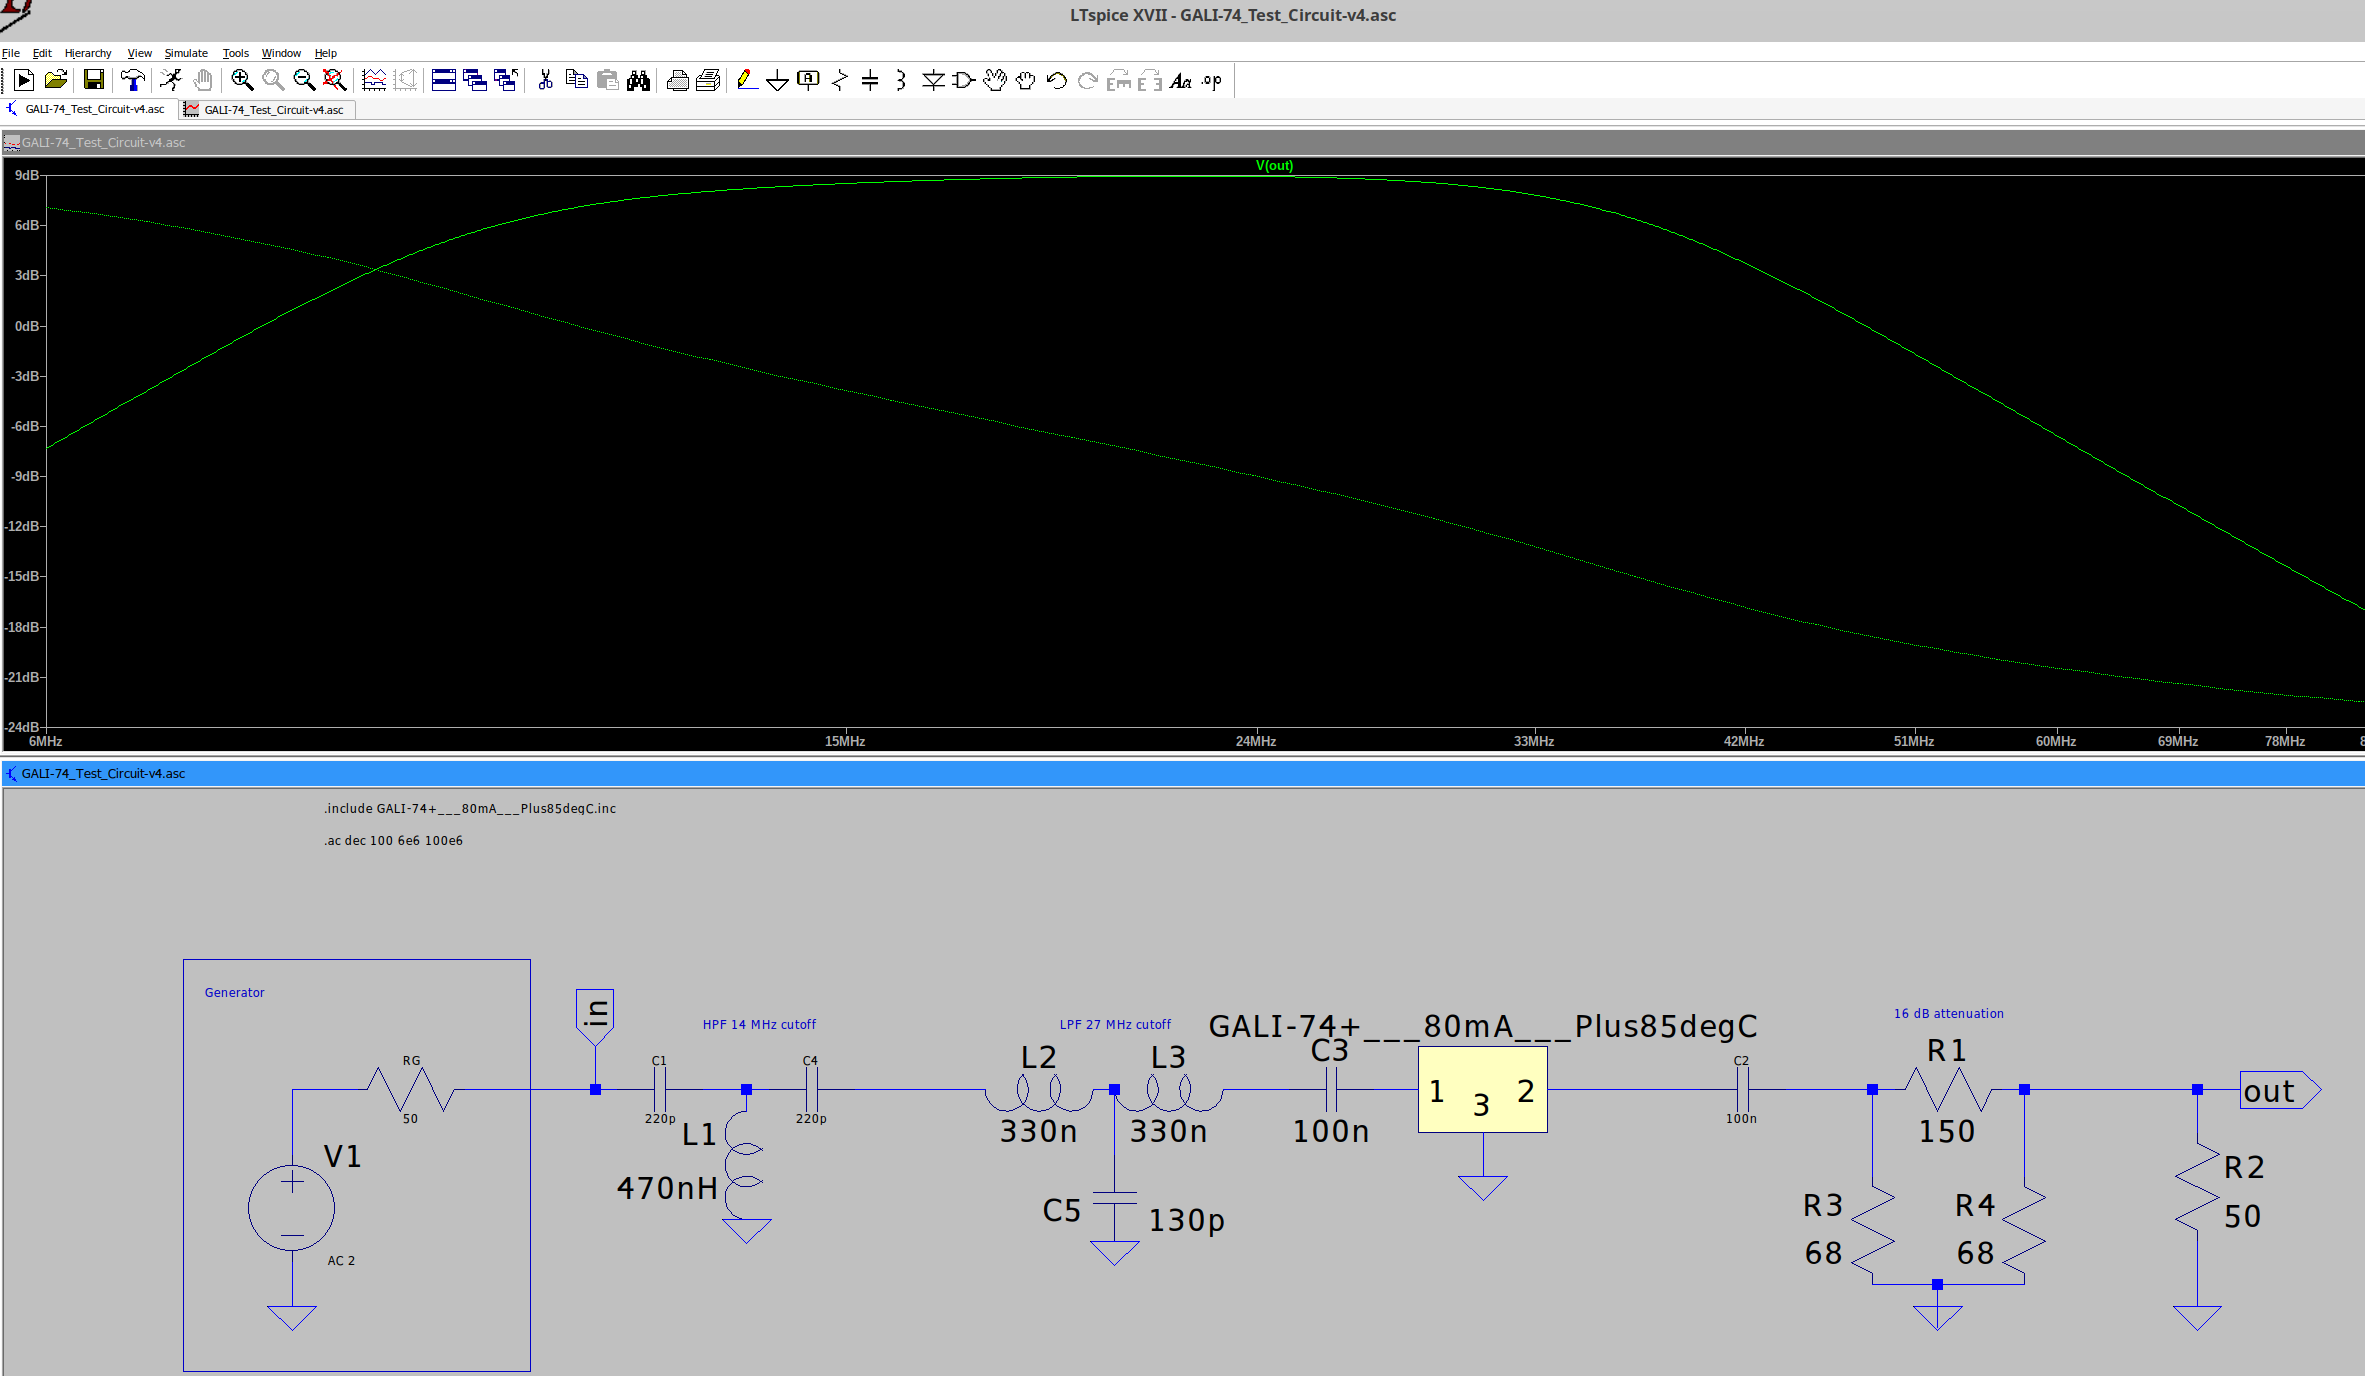 LTspice XVII - GALI-74_Test_Circuit-v4.asc
File Edit Hierarchy View Simulate Tools Window Help
GALI-74_Test_Circuit-v4.asc GALI-74_Test_Circuit-v4.asc
GALI-74_Test_Circuit-v4.asc
V(out)
9dB
6dB
3dB
0dB
-3dB
-6dB
-9dB
-12dB
-15dB
-18dB
-21dB
-24dB
6MHz 15MHz 24MHz 33MHz 42MHz 51MHz 60MHz 69MHz 78MHz
GALI-74_Test_Circuit-v4.asc
.include GALI-74+___80mA___Plus85degC.inc
.ac dec 100 6e6 100e6
Generator
in
HPF 14 MHz cutoff
LPF 27 MHz cutoff
GALI-74+___80mA___Plus85degC
16 dB attenuation
RG
50
V1
AC 2
C1
220p
L1
470nH
C4
220p
L2
330n
L3
330n
C5
130p
C3
100n
1 3 2
C2
100n
R1
150
R3
68
R4
68
R2
50
out